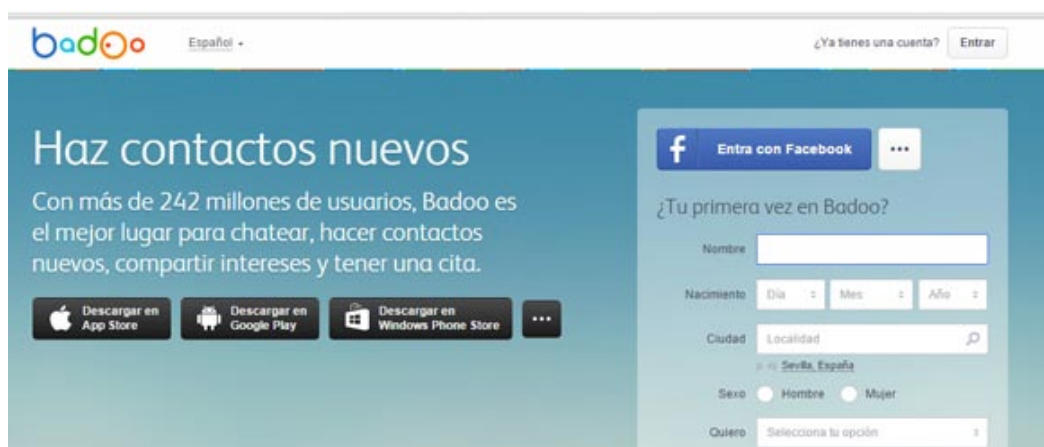 badoo
Español
¿Ya tienes una cuenta?
Entrar
Haz contactos nuevos
Con más de 242 millones de usuarios, Badoo es
el mejor lugar para chatear, hacer contactos
nuevos, compartir intereses y tener una cita.
Descargar en
App Store
Descargar en
Google Play
Descargar en
Windows Phone Store
...
f Entra con Facebook
...
¿Tu primera vez en Badoo?
Nombre
Nacimiento Día Mes Año
Ciudad Localidad
Sevilla, España
Sexo Hombre Mujer
Quiero Selecciona tu opción